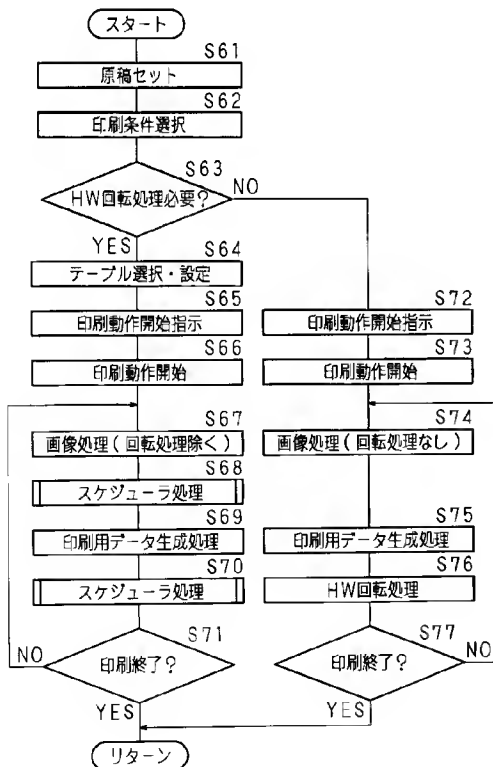 スタート
S61
原稿セット
S62
印刷条件選択
S63
HW回転処理必要?
NO
YES
S64
テーブル選択・設定
S65
印刷動作開始指示
S66
印刷動作開始
S67
画像処理(回転処理除く)
S68
スケジューラ処理
S69
印刷用データ生成処理
S70
スケジューラ処理
S71
印刷終了?
NO
YES
S72
印刷動作開始指示
S73
印刷動作開始
S74
画像処理(回転処理なし)
S75
印刷用データ生成処理
S76
HW回転処理
S77
印刷終了?
NO
YES
リターン